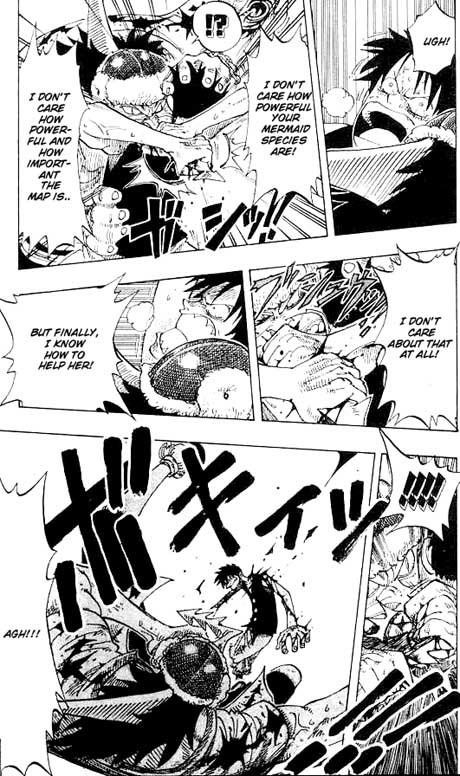 UGH!
!?
I DON'T
CARE HOW
POWERFUL
YOUR
MERMAID
SPECIES
ARE!
I DON'T
CARE
HOW
POWER-
FUL AND
HOW
IMPORT-
ANT
THE
MAP IS..
ガシッ!!
I DON'T
CARE
ABOUT THAT
AT ALL!
BUT FINALLY,
I KNOW
HOW TO
HELP HER!
!!!!
ボキィッ
AGH!!!